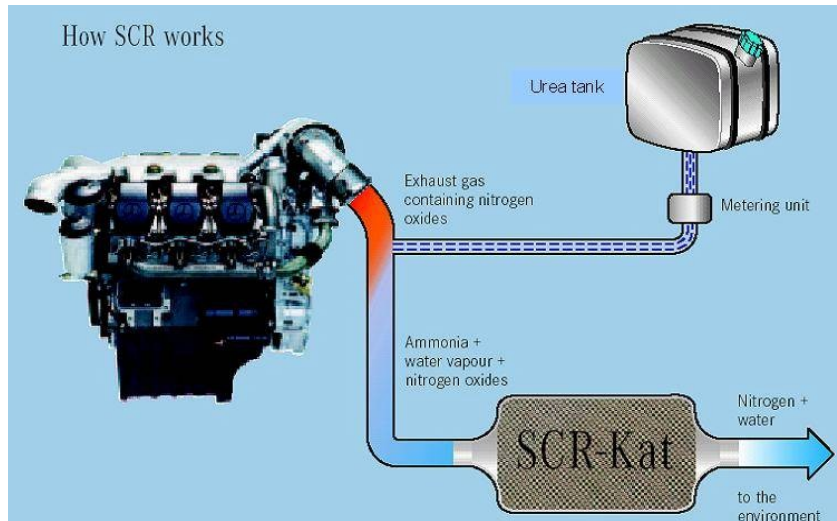 How SCR works
Urea tank
Exhaust gas
containing nitrogen
oxides
Metering unit
Ammonia +
water vapour +
nitrogen oxides
Nitrogen +
water
SCR-Kat
to the
environment